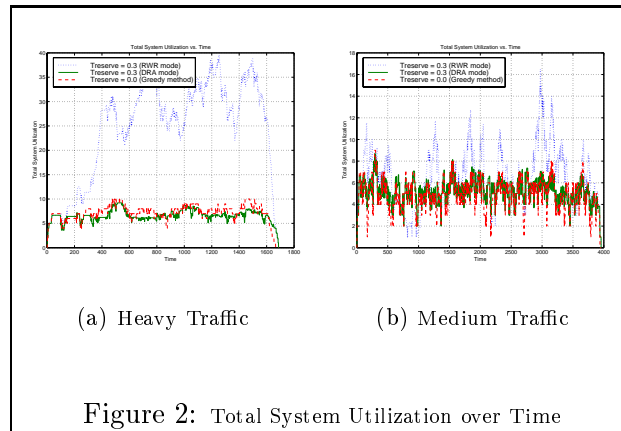 Total System Utilization vs. Time
Treserve = 0.3 (RWR mode)
Treserve = 0.3 (DRA mode)
Treserve = 0.0 (Greedy method)
Total System Utilization
40
35
30
25
20
15
10
5
0
0 200 400 600 800 1000 1200 1400 1600 1800
Time
(a) Heavy Traffic
Total System Utilization vs. Time
Treserve = 0.3 (RWR mode)
Treserve = 0.3 (DRA mode)
Treserve = 0.0 (Greedy method)
Total System Utilization
18
16
14
12
10
8
6
4
2
0
0 500 1000 1500 2000 2500 3000 3500 4000
Time
(b) Medium Traffic
Figure 2: Total System Utilization over Time